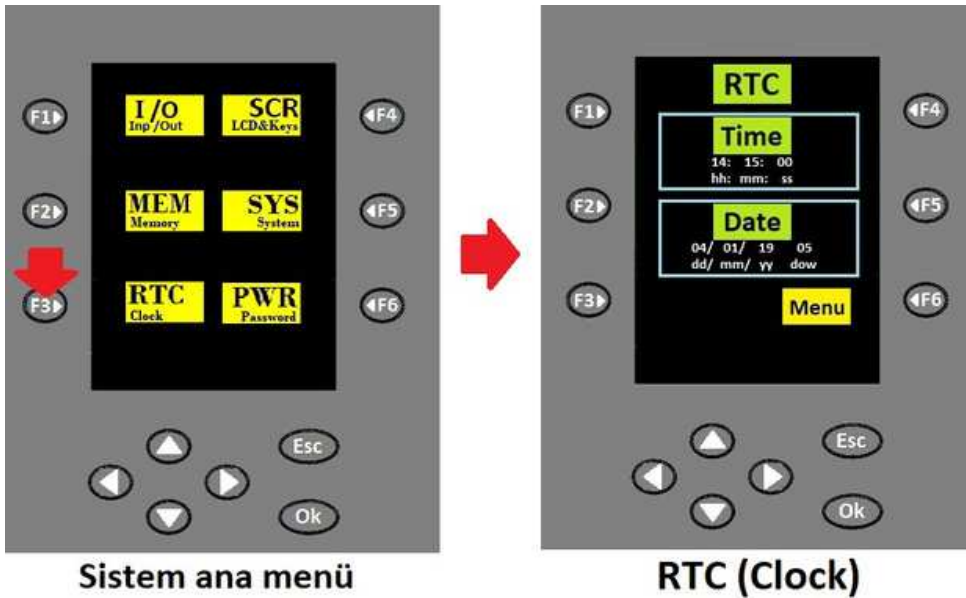 F1
I/O
Inp/Out
SCR
LCD&Keys
F4
F2
MEM
Memory
SYS
System
F5
F3
RTC
Clock
PWR
Password
F6
Esc
Ok
Sistem ana menü
F1
RTC
F4
Time
14: 15: 00
hh: mm: ss
F2
Date
F5
04/ 01/ 19 05
dd/ mm/ yy dow
F3
Menu
F6
Esc
Ok
RTC (Clock)